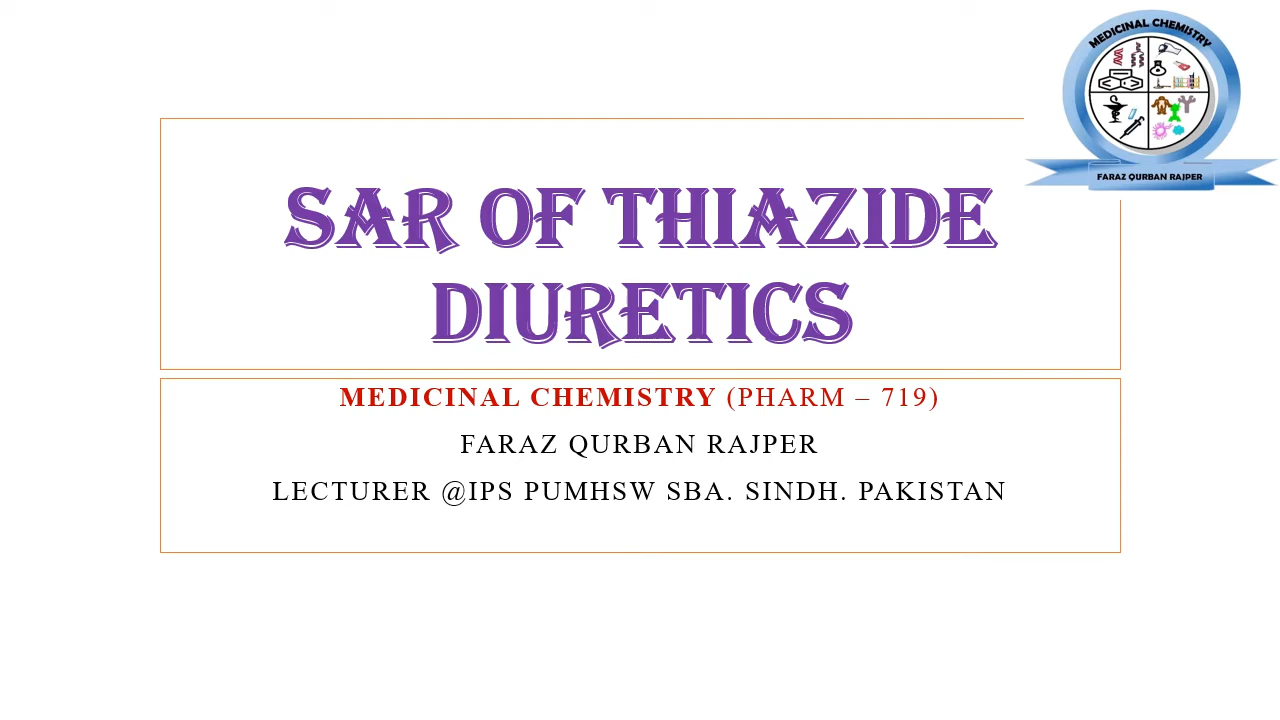 MEDICINAL CHEMISTRY
FARAZ QURBAN RAJPER
SAR OF THIAZIDE
DIURETICS
MEDICINAL CHEMISTRY (PHARM – 719)
FARAZ QURBAN RAJPER
LECTURER @IPS PUMHSW SBA. SINDH. PAKISTAN